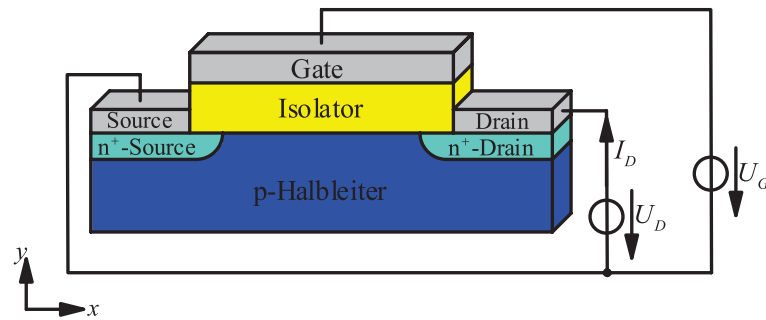 Gate
Isolator
Source
Drain
n⁺-Source
n⁺-Drain
I_D
p-Halbleiter
U_G
U_D
y
x